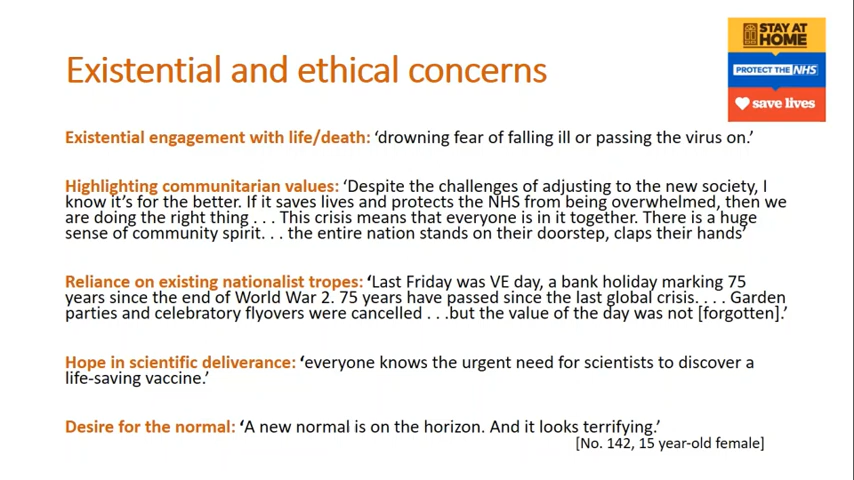 STAY AT
HOME
PROTECT THE NHS
save lives
Existential and ethical concerns
Existential engagement with life/death: ‘drowning fear of falling ill or passing the virus on.’
Highlighting communitarian values: ‘Despite the challenges of adjusting to the new society, I
know it’s for the better. If it saves lives and protects the NHS from being overwhelmed, then we
are doing the right thing . . . This crisis means that everyone is in it together. There is a huge
sense of community spirit. . . the entire nation stands on their doorstep, claps their hands’
Reliance on existing nationalist tropes: ‘Last Friday was VE day, a bank holiday marking 75
years since the end of World War 2. 75 years have passed since the last global crisis. . . . Garden
parties and celebratory flyovers were cancelled . . .but the value of the day was not [forgotten].’
Hope in scientific deliverance: ‘everyone knows the urgent need for scientists to discover a
life-saving vaccine.’
Desire for the normal: ‘A new normal is on the horizon. And it looks terrifying.’
[No. 142, 15 year-old female]